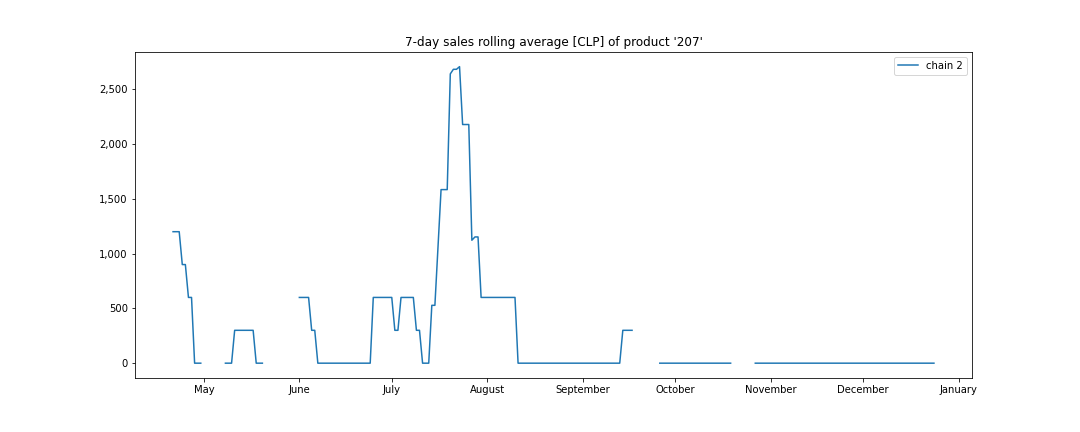 7-day sales rolling average [CLP] of product '207'
chain 2
2,500
2,000
1,500
1,000
500
0
May June July August September October November December January